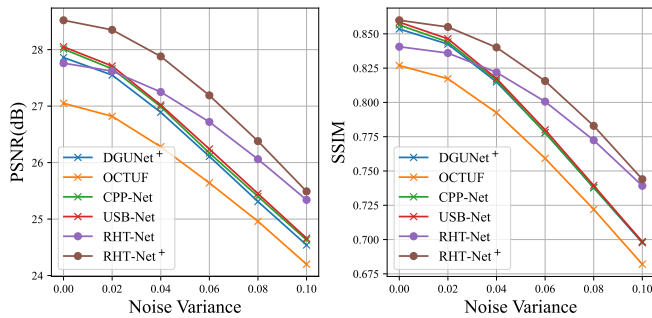 PSNR(dB)
28
27
26
25
24
DGUNet+
OCTUF
CPP-Net
USB-Net
RHT-Net
RHT-Net+
0.00 0.02 0.04 0.06 0.08 0.10
Noise Variance
SSIM
0.850
0.825
0.800
0.775
0.750
0.725
0.700
0.675
DGUNet+
OCTUF
CPP-Net
USB-Net
RHT-Net
RHT-Net+
0.00 0.02 0.04 0.06 0.08 0.10
Noise Variance